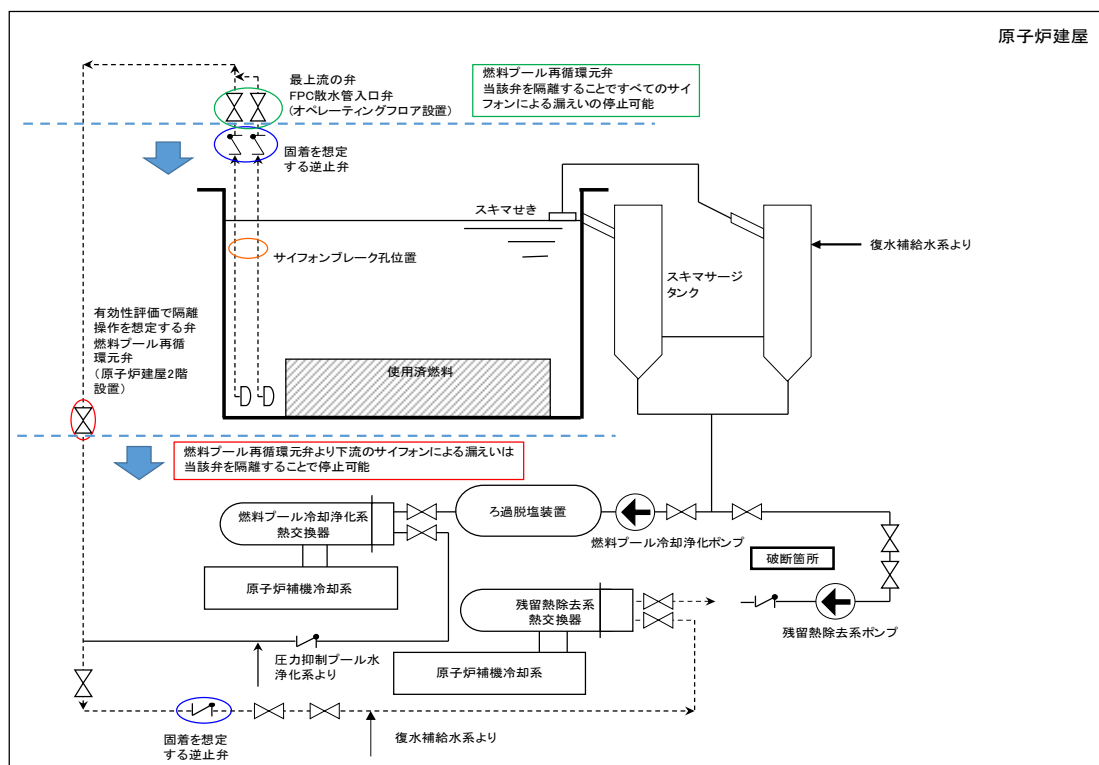 原子炉建屋
最上流の弁
FPC散水管入口弁
(オペレーティングフロア設置)
燃料プール再循環元弁
当該弁を隔離することですべてのサイ
フォンによる漏えいの停止可能
固着を想定
する逆止弁
スキマせき
サイフォンブレーク孔位置
スキマサージ
タンク
復水補給水系より
有効性評価で隔離
操作を想定する弁
燃料プール再循
環元弁
(原子炉建屋2階
設置)
使用済燃料
燃料プール再循環元弁より下流のサイフォンによる漏えいは
当該弁を隔離することで停止可能
燃料プール冷却浄化系
熱交換器
ろ過脱塩装置
燃料プール冷却浄化ポンプ
原子炉補機冷却系
破断箇所
残留熱除去系
熱交換器
残留熱除去系ポンプ
圧力抑制プール水
浄化系より
原子炉補機冷却系
固着を想定
する逆止弁
復水補給水系より